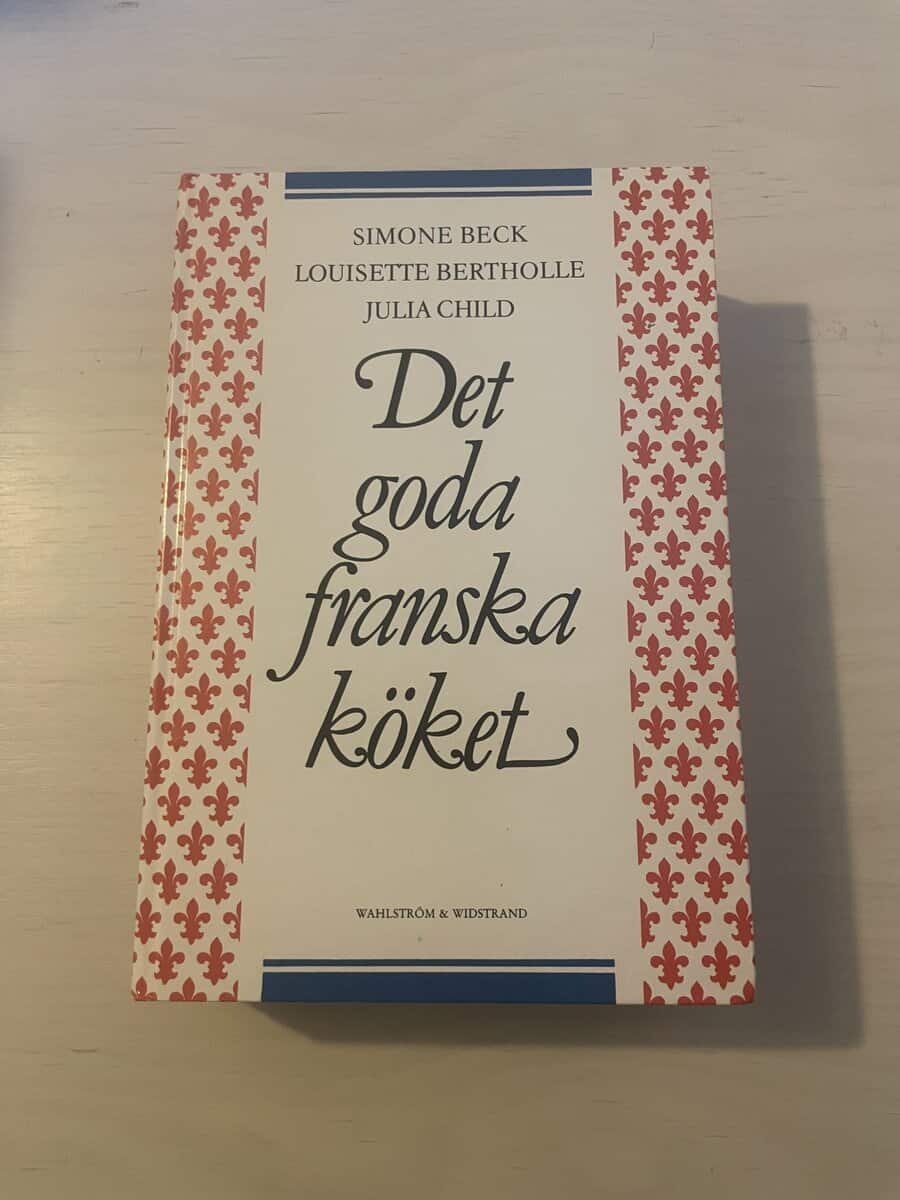 SIMONE BECK
LOUISETTE BERTHOLLE
JULIA CHILD
Det
goda
franska
köket
WAHLSTRÖM & WIDSTRAND